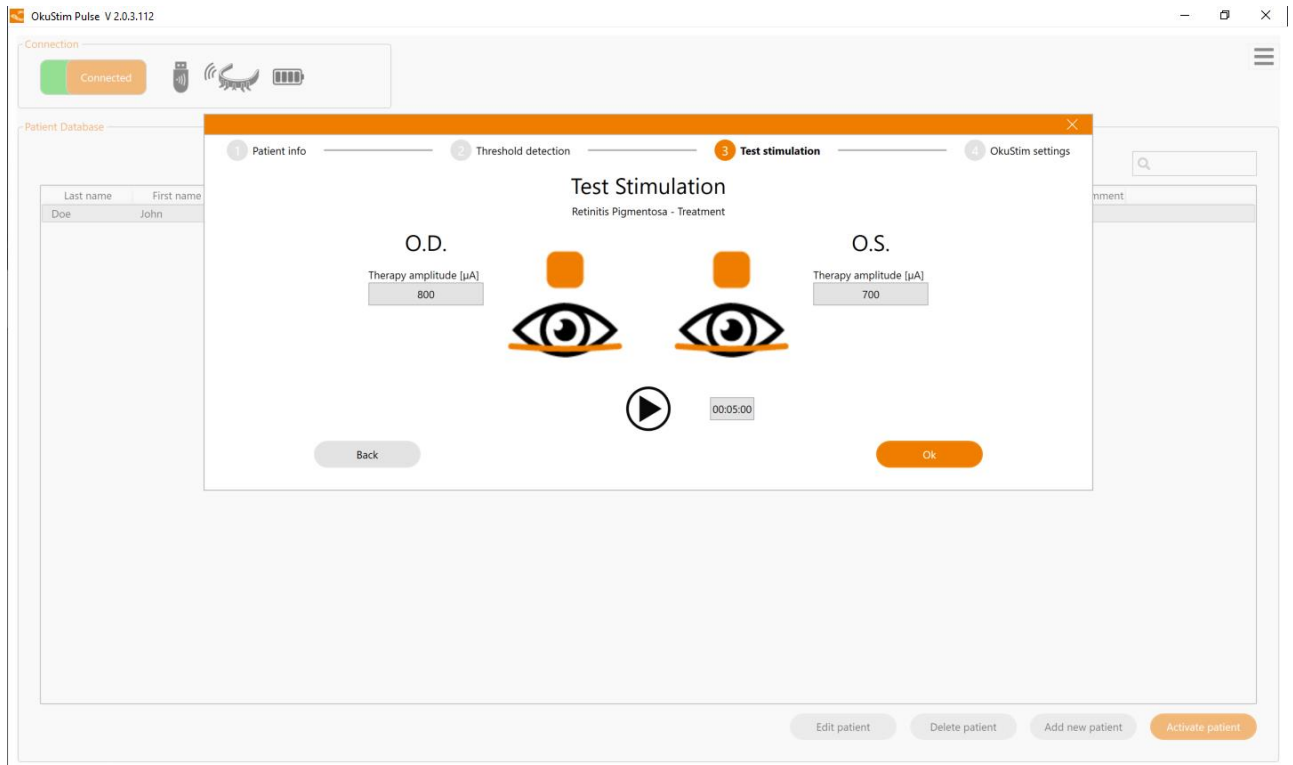 OkuStim Pulse V 2.0.3.112
Connection
Connected
Patient Database
1 Patient info
2 Threshold detection
3 Test stimulation
4 OkuStim settings
Last name First name
Doe John
Test Stimulation
Retinitis Pigmentosa - Treatment
O.D.
Therapy amplitude [µA]
800
O.S.
Therapy amplitude [µA]
700
00:05:00
Back
Ok
Edit patient
Delete patient
Add new patient
Activate patient